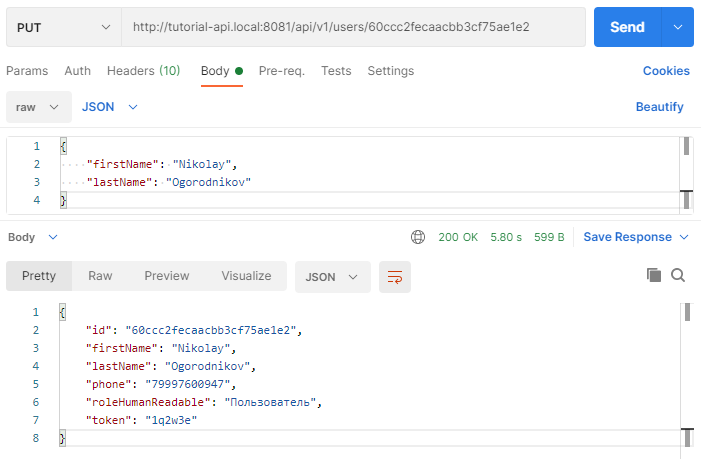 PUT http://tutorial-api.local:8081/api/v1/users/60ccc2fecaacbb3cf75ae1e2 Send
Params Auth Headers (10) Body Pre-req. Tests Settings Cookies
raw JSON Beautify
1 {
2 "firstName": "Nikolay",
3 "lastName": "Ogorodnikov"
4 }
Body 200 OK 5.80 s 599 B Save Response
Pretty Raw Preview Visualize JSON
1 {
2 "id": "60ccc2fecaacbb3cf75ae1e2",
3 "firstName": "Nikolay",
4 "lastName": "Ogorodnikov",
5 "phone": "79997600947",
6 "roleHumanReadable": "Пользователь",
7 "token": "1q2w3e"
8 }